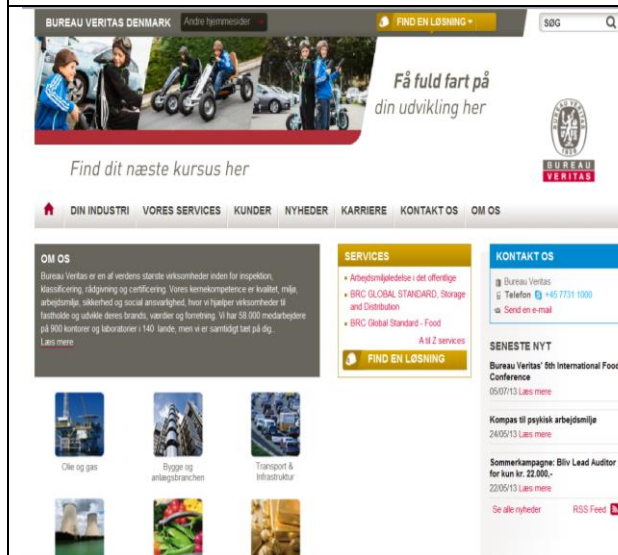 BUREAU VERITAS DENMARK
Andre hjemmesider
FIND EN LØSNING
SØG
Få fuld fart på
din udvikling her
Find dit næste kursus her
BUREAU VERITAS
1828
BUREAU
VERITAS
DIN INDUSTRI VORES SERVICES KUNDER NYHEDER KARRIERE KONTAKT OS OM OS
OM OS
Bureau Veritas er en af verdens største virksomheder inden for inspektion,
klassificering, rådgivning og certificering. Vores kernekompetence er kvalitet, miljø,
arbejdsmiljø, sikkerhed og social ansvarlighed, hvor vi hjælper virksomheder til
fastholde og udvikle deres brands, værdier og forretning. Vi har 58.000 medarbejdere
på 900 kontorer og laboratorier i 140 lande, men vi er samtidigt tæt på dig..
Læs mere
Olie og gas
Bygge og
anlægsbranchen
Transport &
Infrastruktur
SERVICES
Arbejdsmiljøledelse i det offentlige
BRC GLOBAL STANDARD, Storage
and Distribution
BRC Global Standard - Food
A til Z services
FIND EN LØSNING
KONTAKT OS
Bureau Veritas
Telefon +45 7731 1000
Send en e-mail
SENESTE NYT
Bureau Veritas' 8th International Food
Conference
05/07/13 Læs mere
Kompas til psykisk arbejdsmiljø
24/05/13 Læs mere
Sommerkampagne: Bliv Lead Auditor
for kun kr. 22.000,-
22/05/13 Læs mere
Se alle nyheder RSS Feed